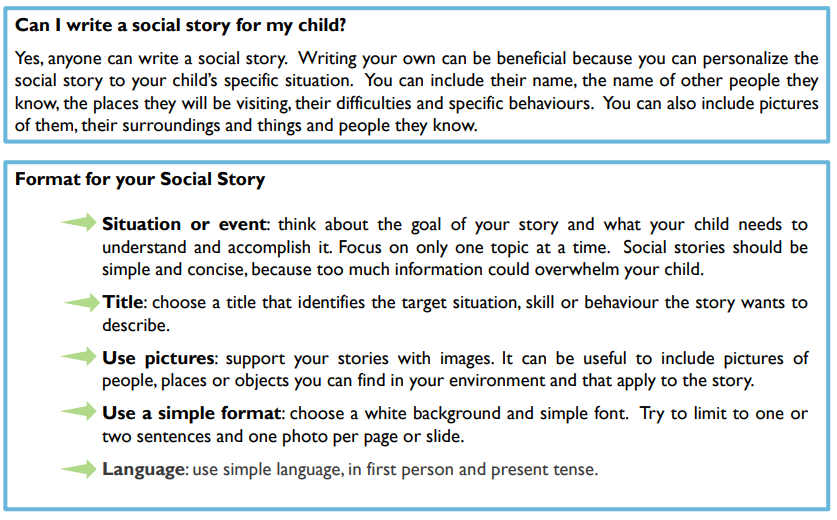 Can I write a social story for my child?
Yes, anyone can write a social story. Writing your own can be beneficial because you can personalize the
social story to your child's specific situation. You can include their name, the name of other people they
know, the places they will be visiting, their difficulties and specific behaviours. You can also include pictures
of them, their surroundings and things and people they know.
Format for your Social Story
Situation or event: think about the goal of your story and what your child needs to
understand and accomplish it. Focus on only one topic at a time. Social stories should be
simple and concise, because too much information could overwhelm your child.
Title: choose a title that identifies the target situation, skill or behaviour the story wants to
describe.
Use pictures: support your stories with images. It can be useful to include pictures of
people, places or objects you can find in your environment and that apply to the story.
Use a simple format: choose a white background and simple font. Try to limit to one or
two sentences and one photo per page or slide.
Language: use simple language, in first person and present tense.